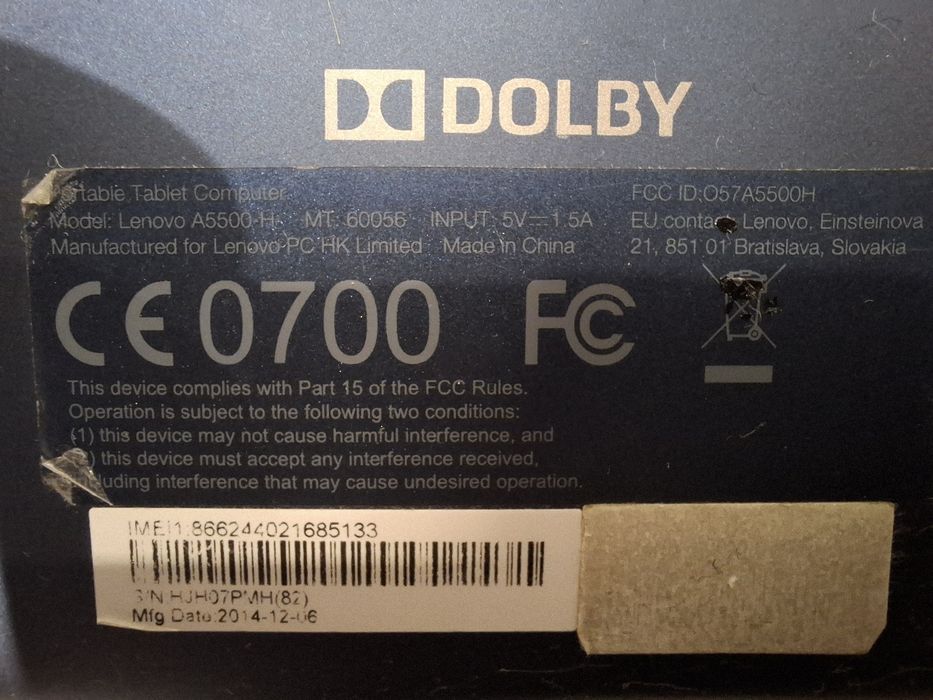 DOLBY
Portable Tablet Computer
Model: Lenovo A5500-H MT: 60056 INPUT: 5V⎓1.5A
Manufactured for Lenovo PC HK Limited Made in China
FCC ID:O57A5500H
EU contact: Lenovo, Einsteinova
21, 851 01 Bratislava, Slovakia
CE0700 FC
This device complies with Part 15 of the FCC Rules.
Operation is subject to the following two conditions:
(1) this device may not cause harmful interference, and
(2) this device must accept any interference received,
including interference that may cause undesired operation.
IMEI1:866244021685133
S/N HJH07PMH(82)
Mfg Date:2014-12-06